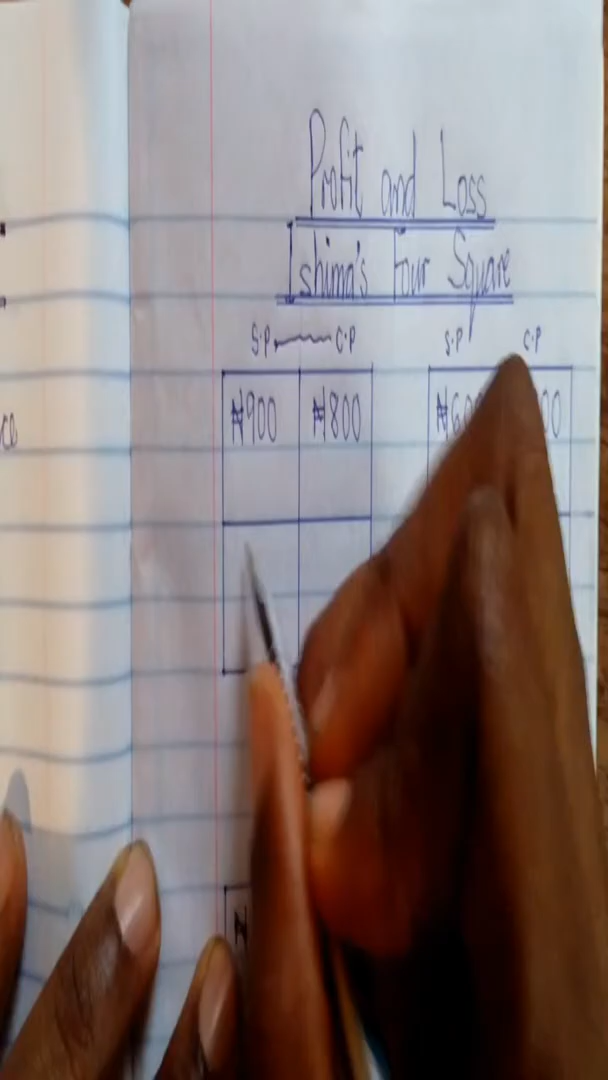 Profit and Loss
Ishima's Four Square
S.P C.P S.P C.P
₦900 ₦800